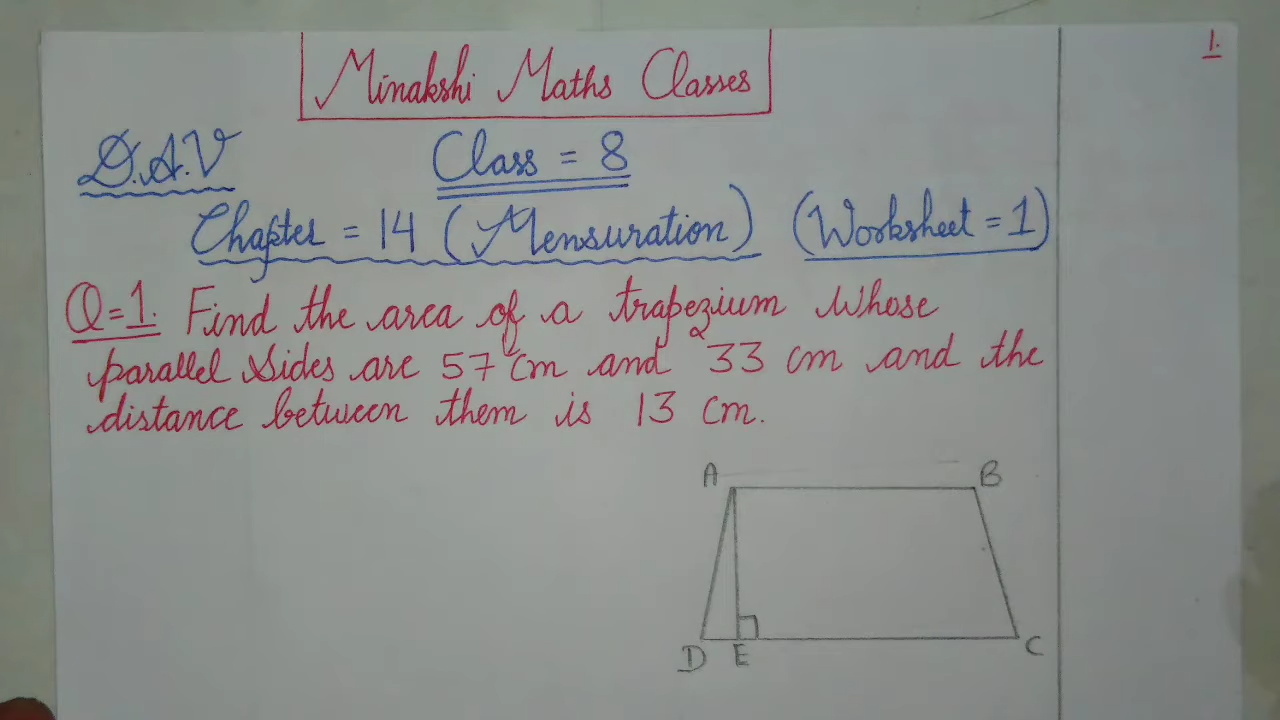 1.
Minakshi Maths Classes
D.A.V Class = 8
Chapter = 14 (Mensuration) (Worksheet = 1)
Q=1. Find the area of a trapezium whose
parallel sides are 57 cm and 33 cm and the
distance between them is 13 cm.
A B
D E C